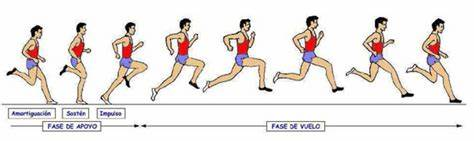 Amortiguación Sostén Impulso
FASE DE APOYO FASE DE VUELO